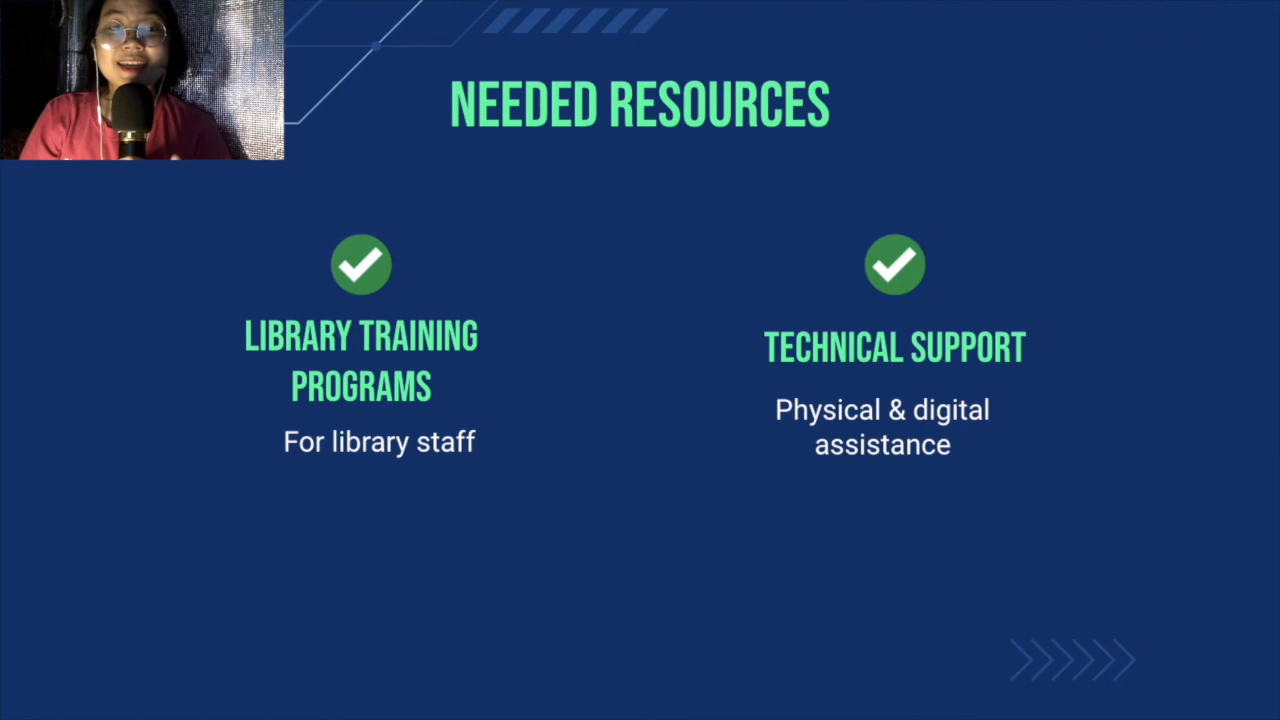 NEEDED RESOURCES
LIBRARY TRAINING
PROGRAMS
For library staff
TECHNICAL SUPPORT
Physical & digital
assistance